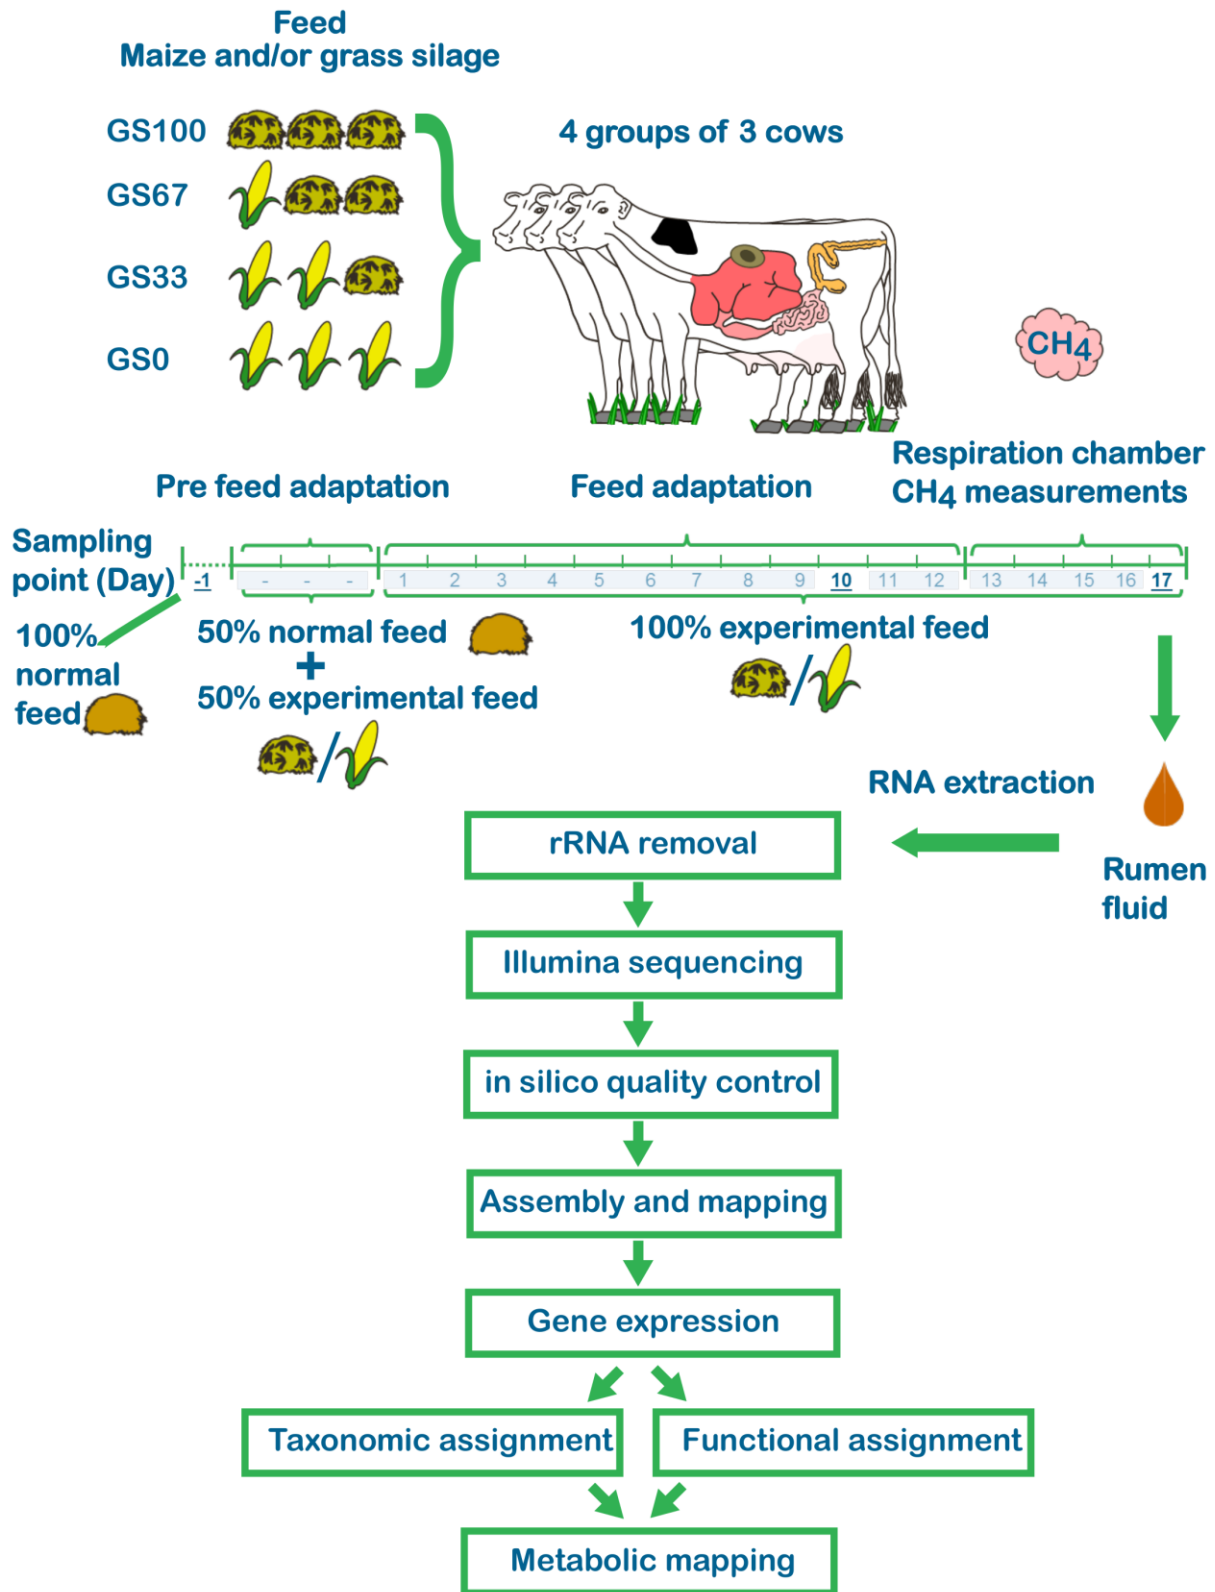 Feed
Maize and/or grass silage
GS100
4 groups of 3 cows
GS67
GS33
GS0
CH4
Pre feed adaptation
Feed adaptation
Respiration chamber
CH4 measurements
Sampling
point (Day)
-1 - - - 1 2 3 4 5 6 7 8 9 10 11 12 13 14 15 16 17
100%
normal
feed
50% normal feed
+
50% experimental feed
/
100% experimental feed
/
RNA extraction
Rumen
fluid
rRNA removal
Illumina sequencing
in silico quality control
Assembly and mapping
Gene expression
Taxonomic assignment
Functional assignment
Metabolic mapping